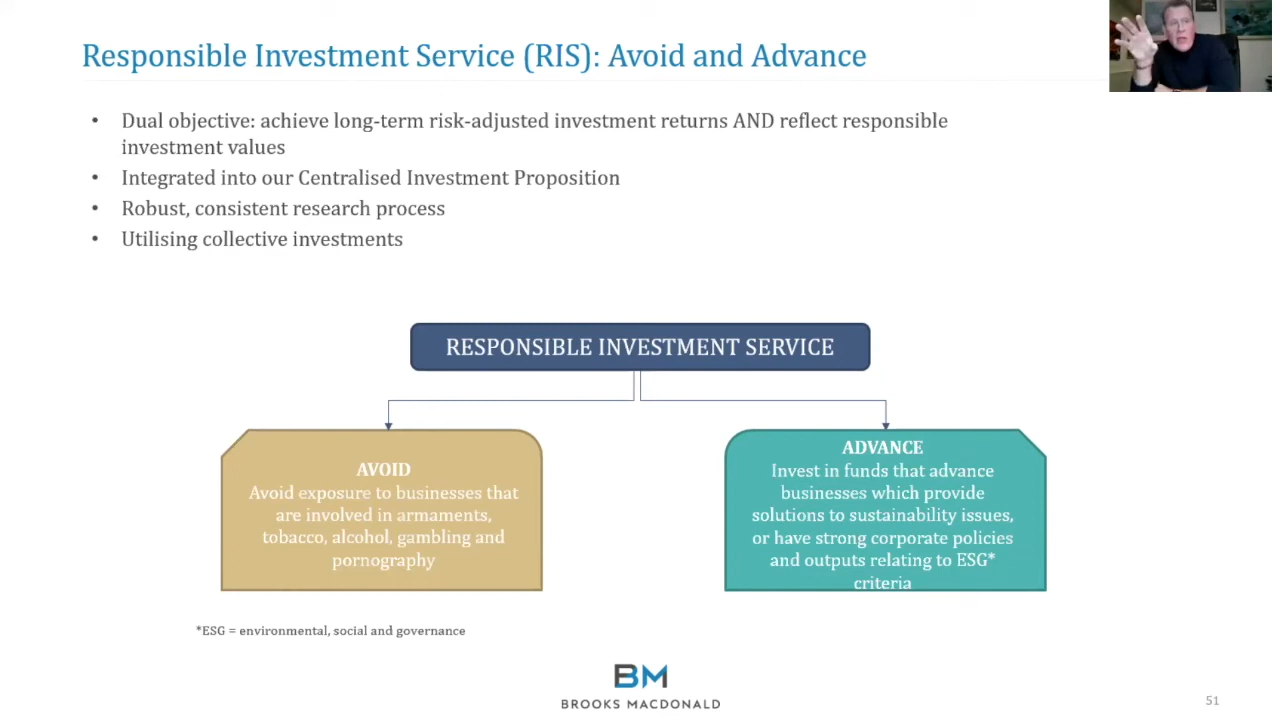 Responsible Investment Service (RIS): Avoid and Advance
• Dual objective: achieve long-term risk-adjusted investment returns AND reflect responsible
investment values
• Integrated into our Centralised Investment Proposition
• Robust, consistent research process
• Utilising collective investments
RESPONSIBLE INVESTMENT SERVICE
AVOID
Avoid exposure to businesses that
are involved in armaments,
tobacco, alcohol, gambling and
pornography
ADVANCE
Invest in funds that advance
businesses which provide
solutions to sustainability issues,
or have strong corporate policies
and outputs relating to ESG*
criteria
*ESG = environmental, social and governance
BM
BROOKS MACDONALD
51